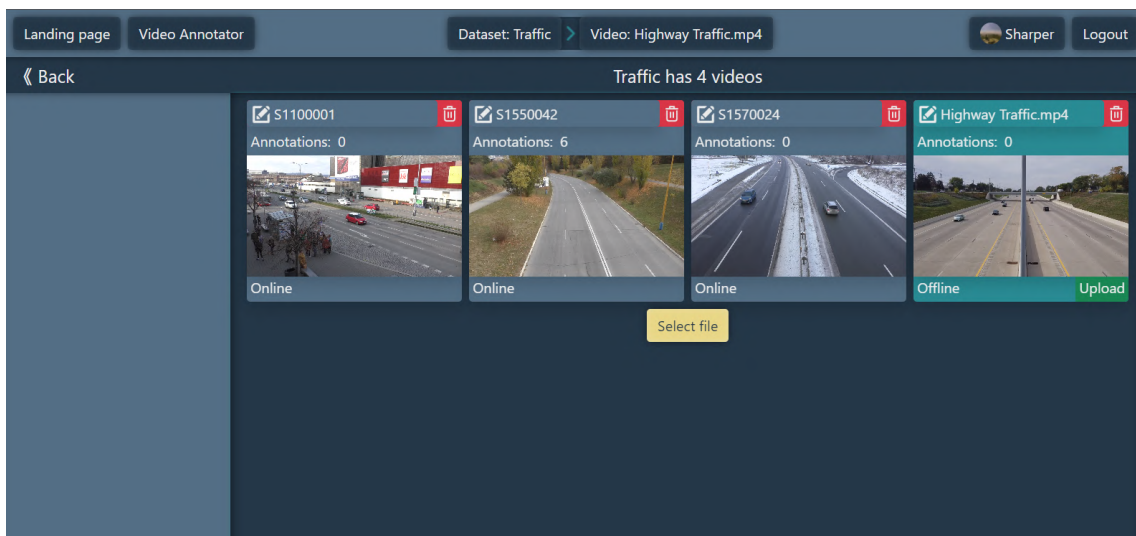 Landing page Video Annotator Dataset: Traffic Video: Highway Traffic.mp4 Sharper Logout
Back Traffic has 4 videos
S1100001 S1550042 S1570024 Highway Traffic.mp4
Annotations: 0 Annotations: 6 Annotations: 0 Annotations: 0
Online Online Online Offline Upload
Select file